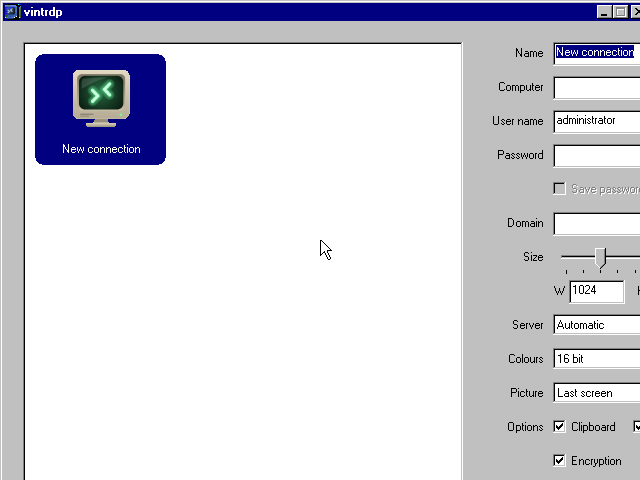 vintrdp
New connection
Name New connection
Computer
User name administrator
Password
Save password
Domain
Size
W 1024 H
Server Automatic
Colours 16 bit
Picture Last screen
Options Clipboard
Encryption